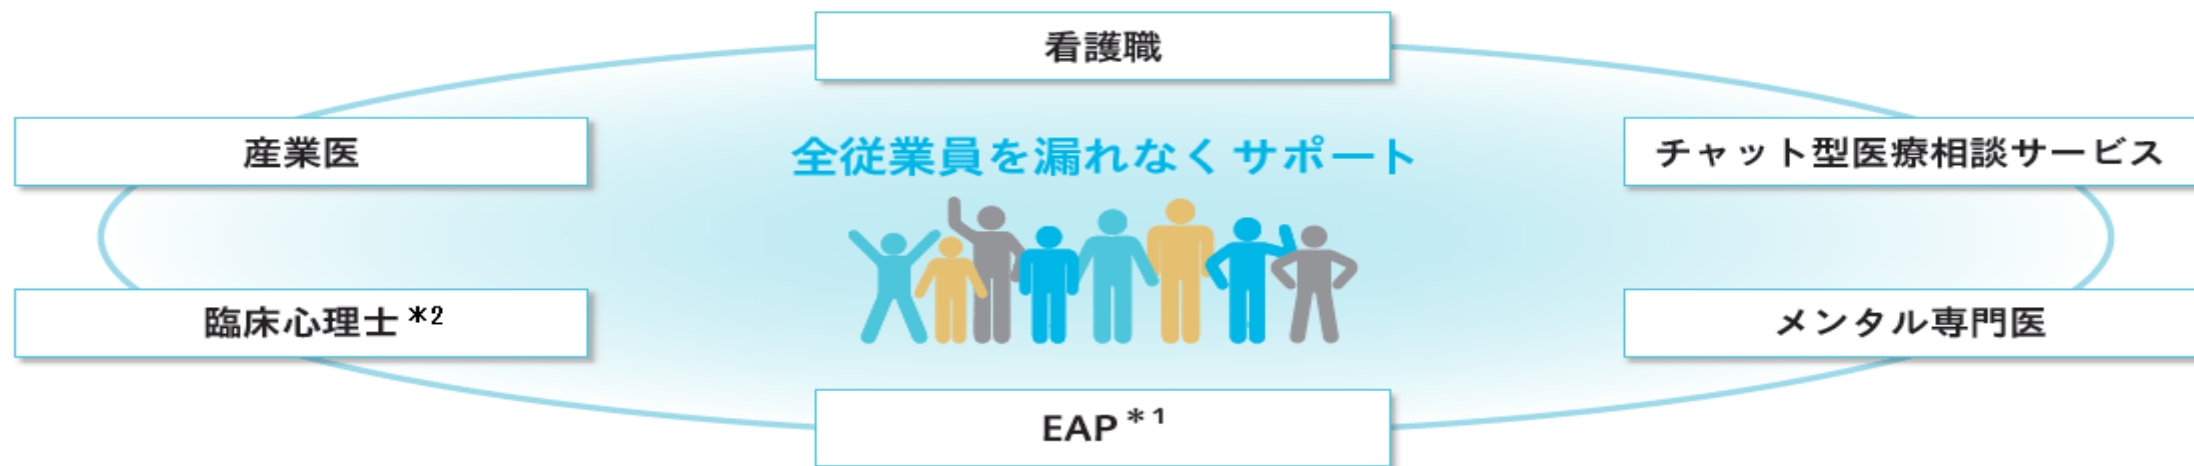 看護職
産業医
全従業員を漏れなくサポート
チャット型医療相談サービス
臨床心理士*2
メンタル専門医
EAP*1